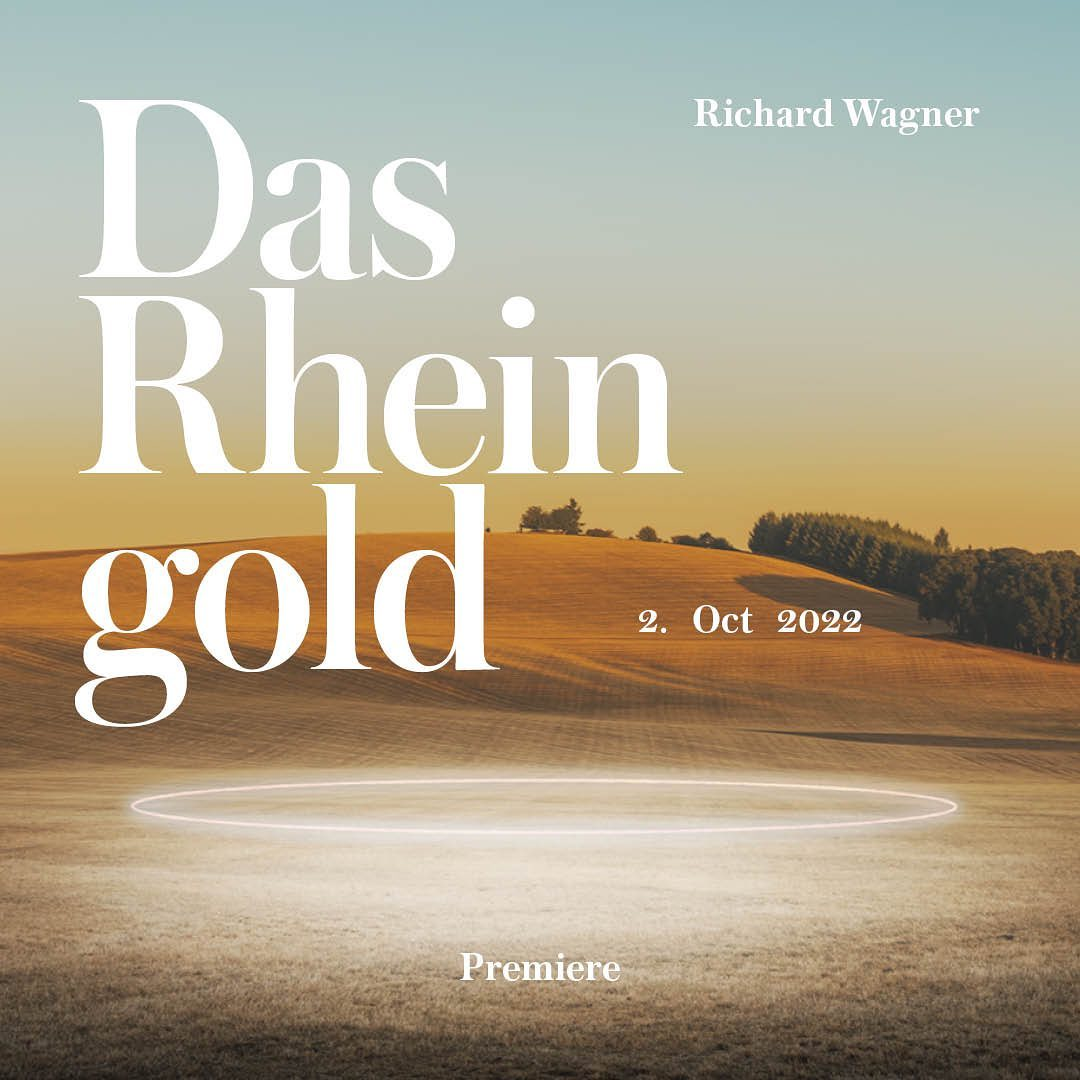 Das
Rhein
gold
Richard Wagner
2. Oct 2022
Premiere